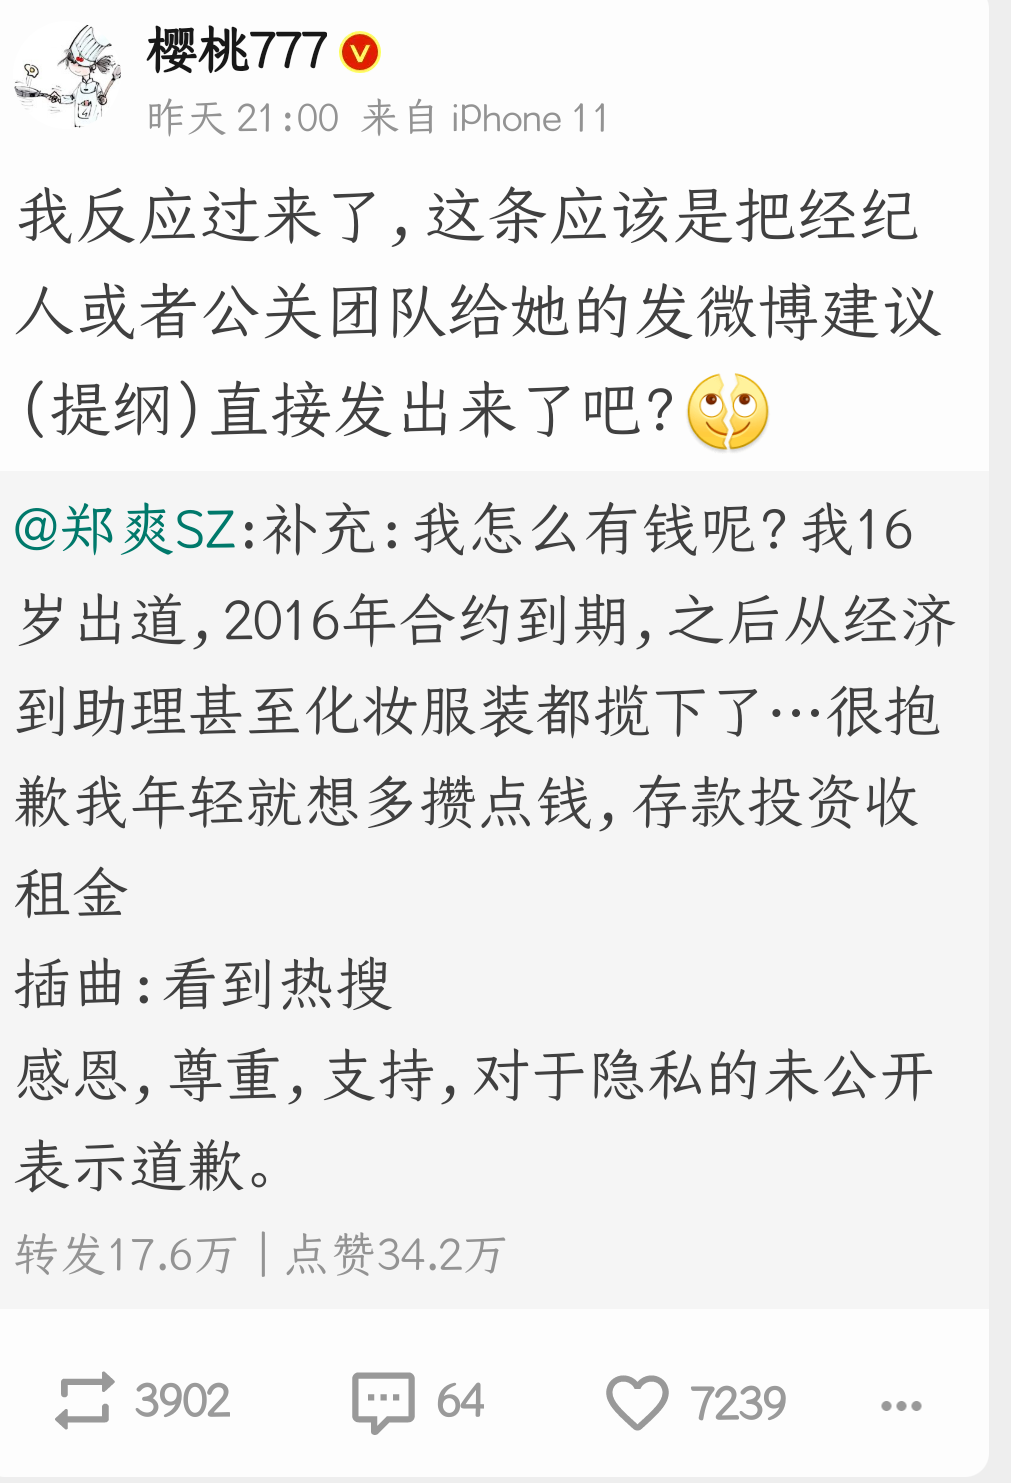 樱桃777
昨天 21:00 来自 iPhone 11
我反应过来了,这条应该是把经纪
人或者公关团队给她的发微博建议
(提纲)直接发出来了吧?
@郑爽SZ:补充:我怎么有钱呢?我16
岁出道,2016年合约到期,之后从经济
到助理甚至化妆服装都揽下了…很抱
歉我年轻就想多攒点钱,存款投资收
租金
插曲:看到热搜
感恩,尊重,支持,对于隐私的未公开
表示道歉。
转发17.6万 | 点赞34.2万
3902 64 7239